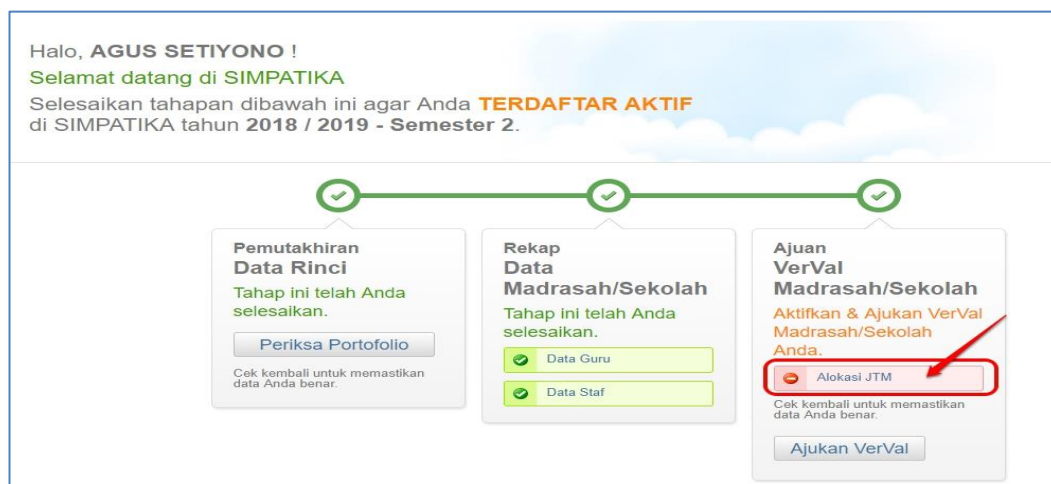 Halo, AGUS SETIYONO !
Selamat datang di SIMPATIKA
Selesaikan tahapan dibawah ini agar Anda TERDAFTAR AKTIF
di SIMPATIKA tahun 2018 / 2019 - Semester 2.
Pemutakhiran
Data Rinci
Tahap ini telah Anda
selesaikan.
Periksa Portofolio
Cek kembali untuk memastikan
data Anda benar.
Rekap
Data
Madrasah/Sekolah
Tahap ini telah Anda
selesaikan.
Data Guru
Data Staf
Ajuan
VerVal
Madrasah/Sekolah
Aktifkan & Ajukan VerVal
Madrasah/Sekolah
Anda.
Alokasi JTM
Cek kembali untuk memastikan
data Anda benar.
Ajukan VerVal